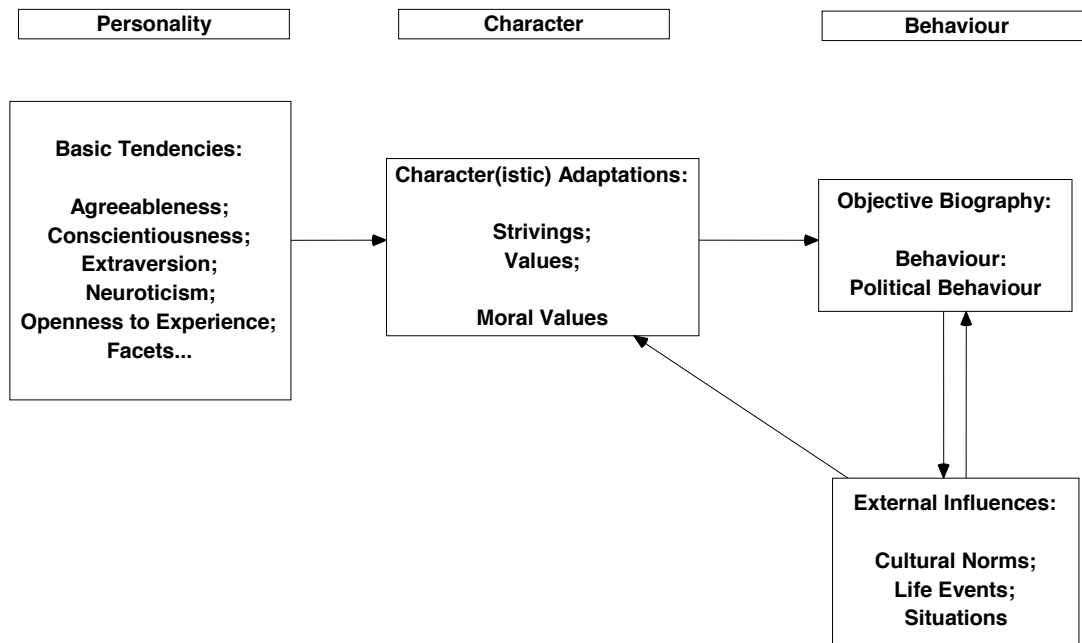 Personality
Character
Behaviour
Basic Tendencies:
Agreeableness;
Conscientiousness;
Extraversion;
Neuroticism;
Openness to Experience;
Facets...
Character(istic) Adaptations:
Strivings;
Values;
Moral Values
Objective Biography:
Behaviour:
Political Behaviour
External Influences:
Cultural Norms;
Life Events;
Situations